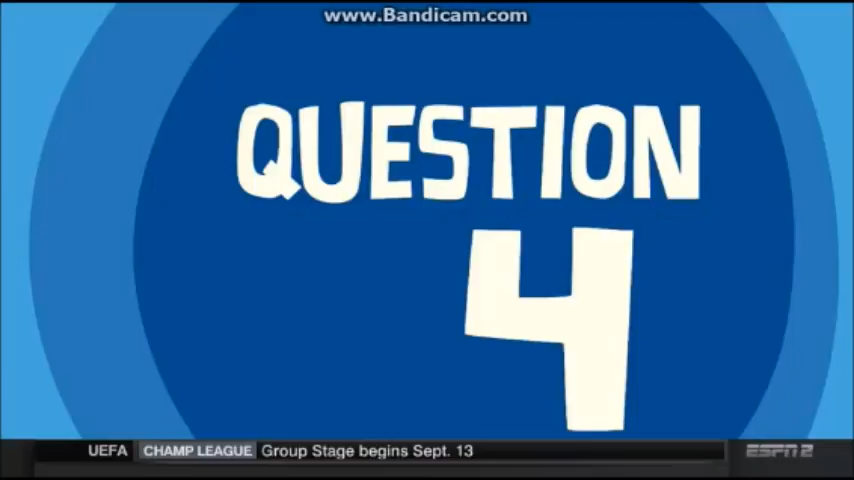 www.Bandicam.com
QUESTION
4
UEFA CHAMP LEAGUE Group Stage begins Sept. 13 ESPN2